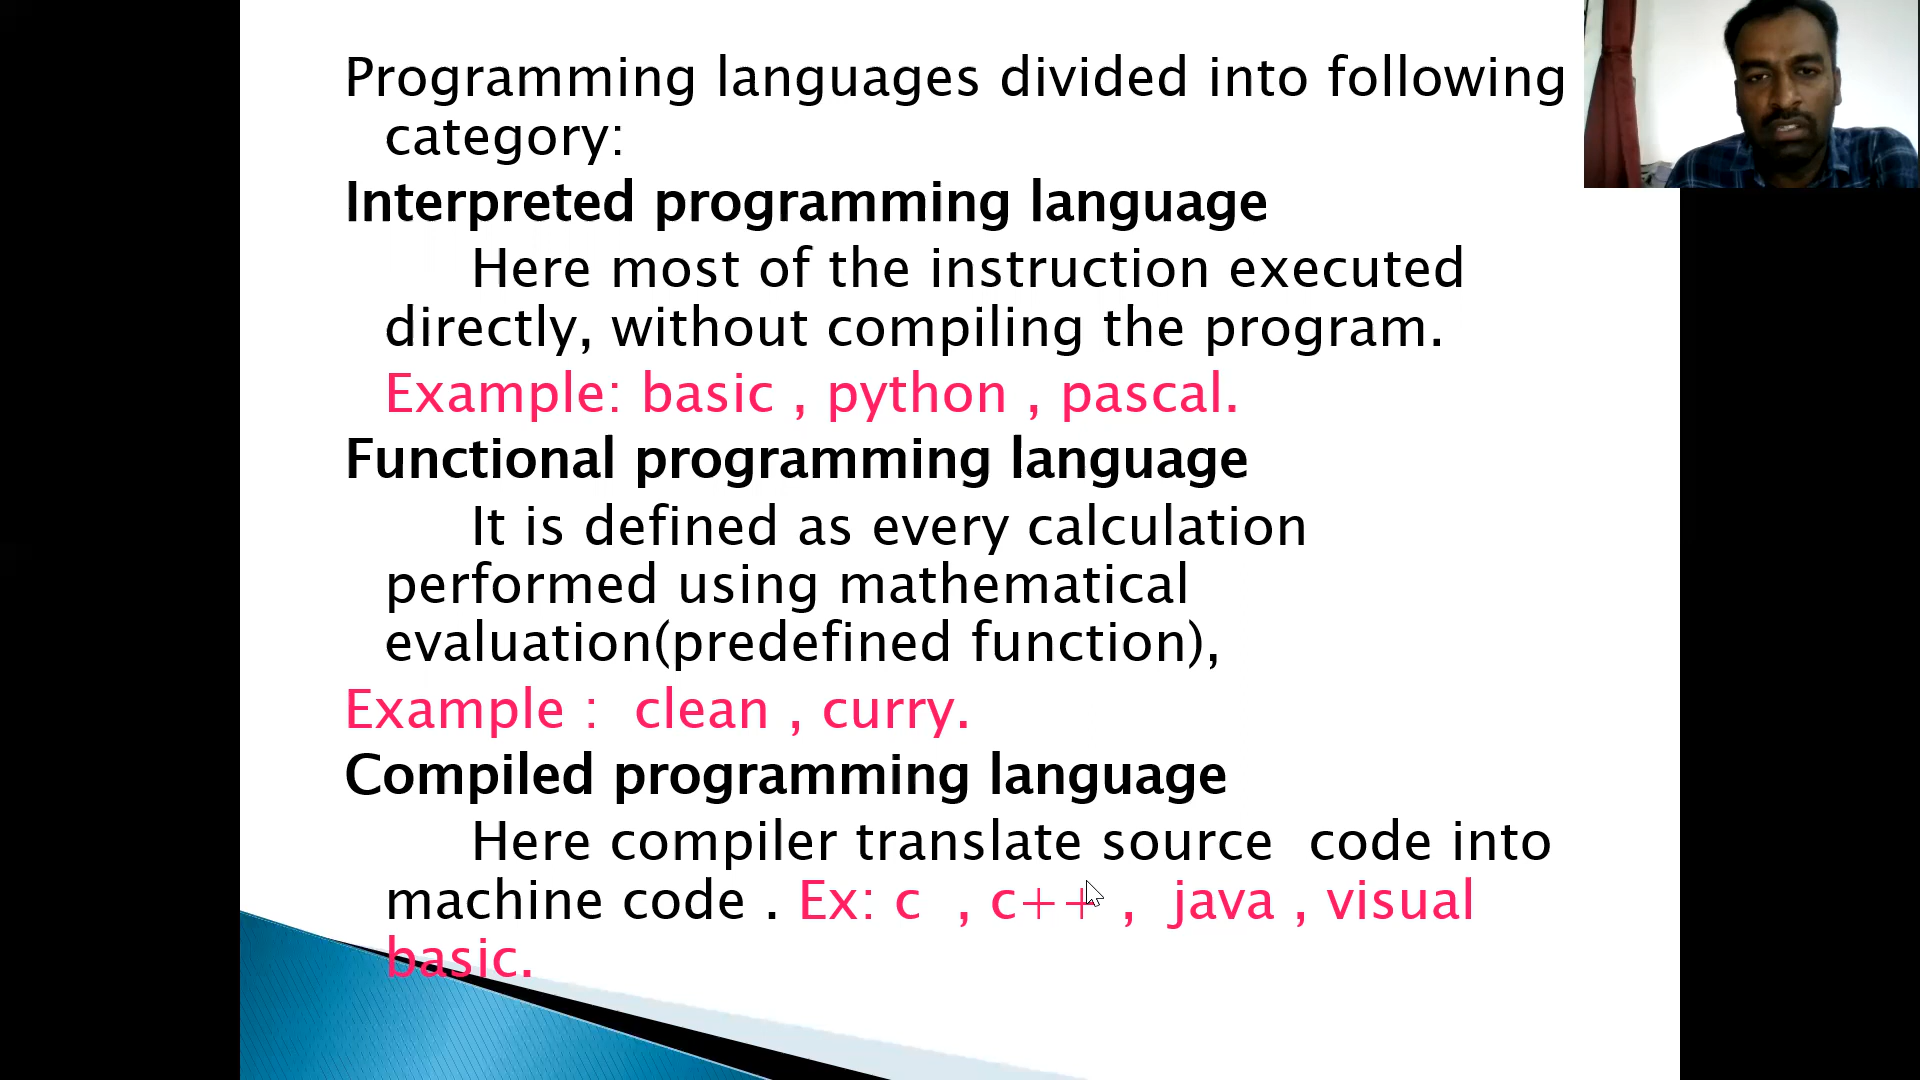 Programming languages divided into following
category:
Interpreted programming language
Here most of the instruction executed
directly, without compiling the program.
Example: basic , python , pascal.
Functional programming language
It is defined as every calculation
performed using mathematical
evaluation(predefined function),
Example :  clean , curry.
Compiled programming language
Here compiler translate source  code into
machine code . Ex: c  , c++ ,  java , visual
basic.